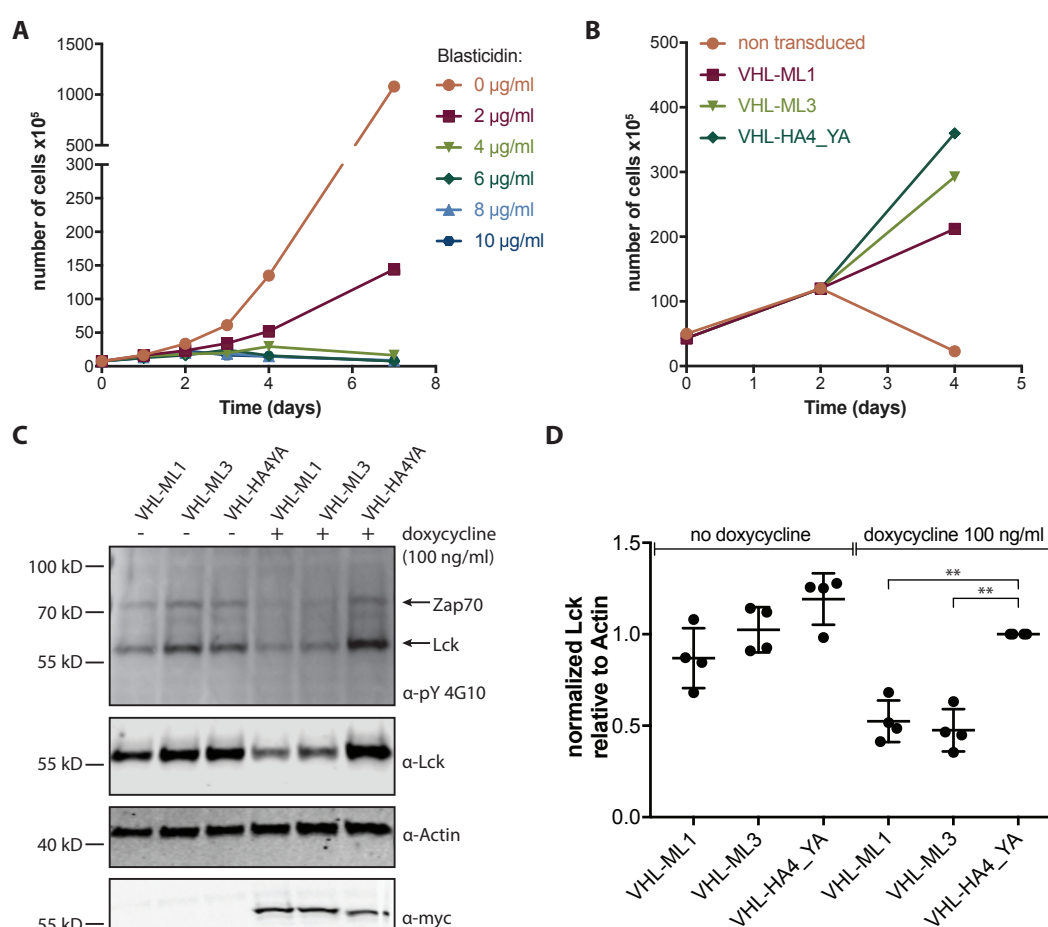 A
1500
1000
500
300
250
200
150
100
50
0
number of cells x10⁵
0 2 4 6 8
Time (days)
Blasticidin:
0 µg/ml
2 µg/ml
4 µg/ml
6 µg/ml
8 µg/ml
10 µg/ml
B
500
400
300
200
100
0
number of cells x10⁵
0 1 2 3 4 5
Time (days)
non transduced
VHL-ML1
VHL-ML3
VHL-HA4_YA
C
VHL-ML1 VHL-ML3 VHL-HA4YA VHL-ML1 VHL-ML3 VHL-HA4YA
- - - + + + doxycycline
(100 ng/ml)
100 kD
70 kD
55 kD
Zap70
Lck
α-pY 4G10
55 kD
α-Lck
40 kD
α-Actin
55 kD
α-myc
D
no doxycycline doxycycline 100 ng/ml
**
**
1.5
1.0
0.5
0.0
normalized Lck
relative to Actin
VHL-ML1 VHL-ML3 VHL-HA4_YA VHL-ML1 VHL-ML3 VHL-HA4_YA